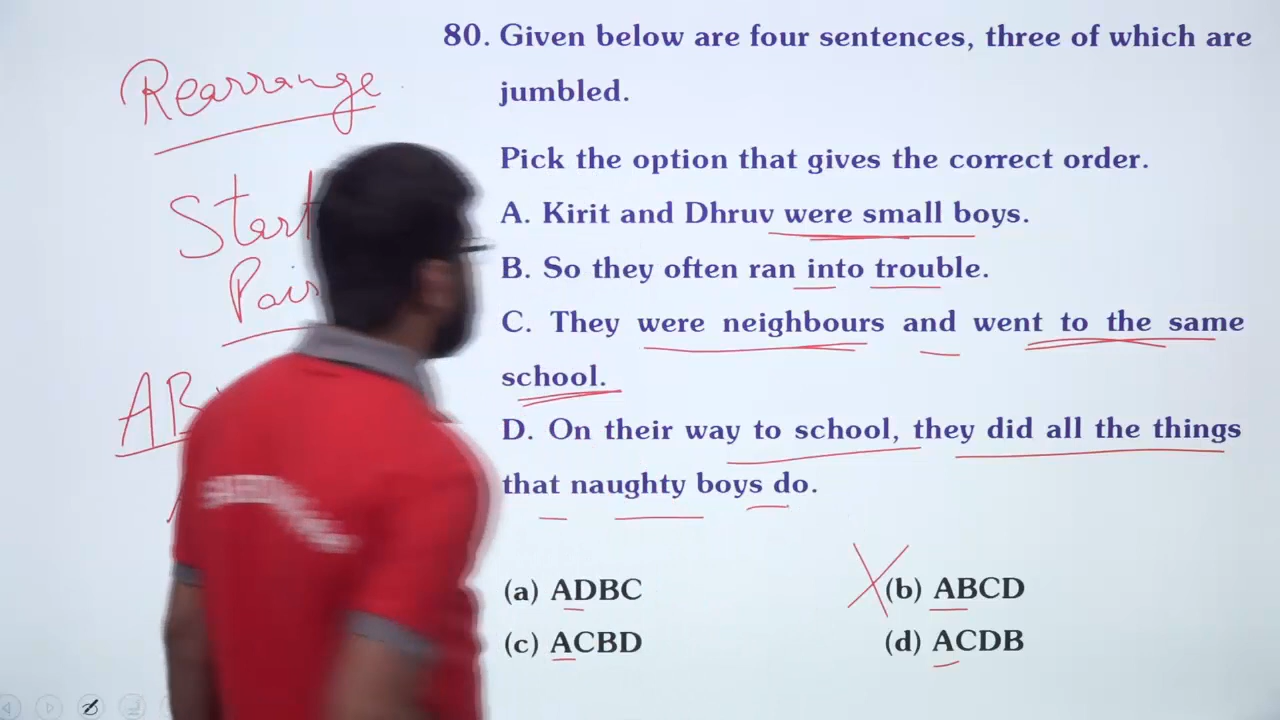 Rearrange
80. Given below are four sentences, three of which are
jumbled.
Pick the option that gives the correct order.
A. Kirit and Dhruv were small boys.
B. So they often ran into trouble.
C. They were neighbours and went to the same
school.
D. On their way to school, they did all the things
that naughty boys do.
(a) ADBC
(b) ABCD
(c) ACBD
(d) ACDB
Start
Pair
AB